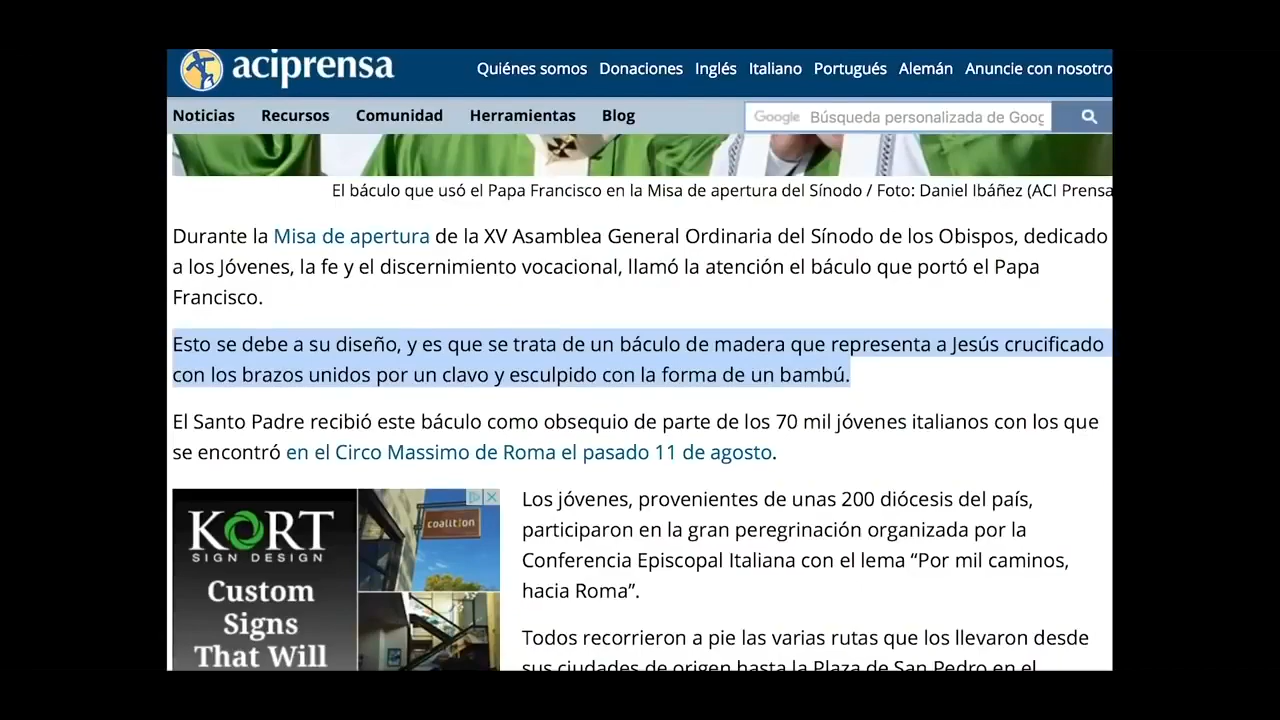 aciprensa
Quiénes somos Donaciones Inglés Italiano Portugués Alemán Anuncie con nosotro
Noticias Recursos Comunidad Herramientas Blog
Google Búsqueda personalizada de Goog
El báculo que usó el Papa Francisco en la Misa de apertura del Sínodo / Foto: Daniel Ibáñez (ACI Prensa
Durante la Misa de apertura de la XV Asamblea General Ordinaria del Sínodo de los Obispos, dedicado
a los Jóvenes, la fe y el discernimiento vocacional, llamó la atención el báculo que portó el Papa
Francisco.
Esto se debe a su diseño, y es que se trata de un báculo de madera que representa a Jesús crucificado
con los brazos unidos por un clavo y esculpido con la forma de un bambú.
El Santo Padre recibió este báculo como obsequio de parte de los 70 mil jóvenes italianos con los que
se encontró en el Circo Massimo de Roma el pasado 11 de agosto.
KORT
SIGN DESIGN
Custom
Signs
That Will
coalition
Los jóvenes, provenientes de unas 200 diócesis del país,
participaron en la gran peregrinación organizada por la
Conferencia Episcopal Italiana con el lema “Por mil caminos,
hacia Roma”.
Todos recorrieron a pie las varias rutas que los llevaron desde
sus ciudades de origen hasta la Plaza de San Pedro en el